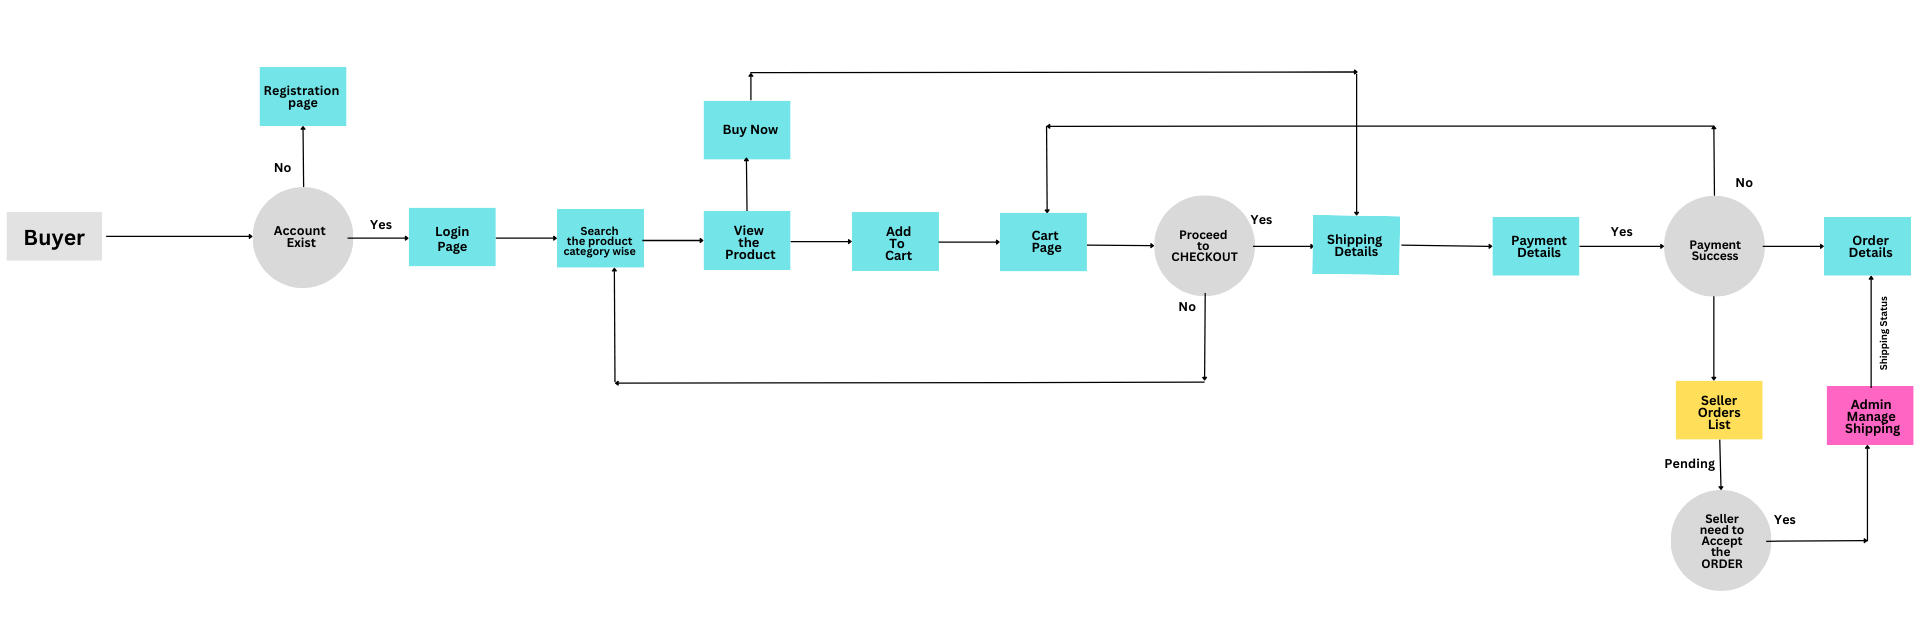 Registration
page
No
Buyer
Account
Exist
Yes
Login
Page
Search
the product
category wise
Buy Now
View
the
Product
Add
To
Cart
Cart
Page
Proceed
to
CHECKOUT
Yes
No
Shipping
Details
Payment
Details
Yes
No
Payment
Success
Order
Details
Shipping Status
Seller
Orders
List
Admin
Manage
Shipping
Pending
Seller
need to
Accept
the
ORDER
Yes